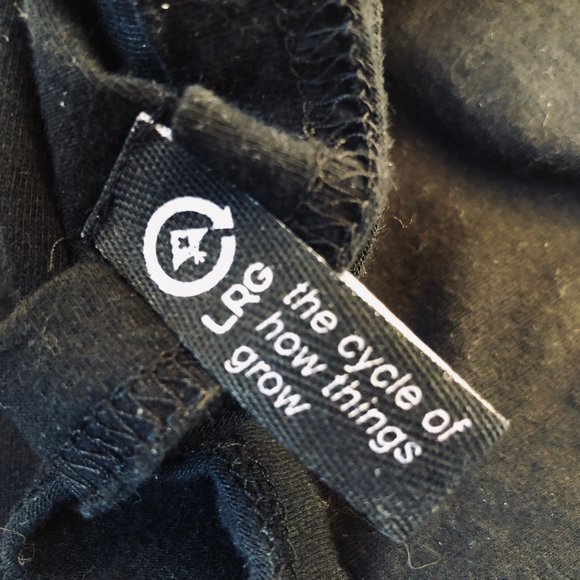 LRG
the cycle of
how things
grow